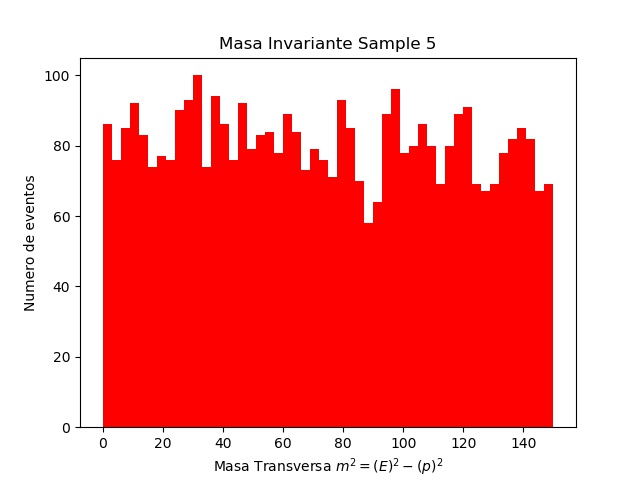 Masa Invariante Sample 5
100
80
60
40
20
0
Numero de eventos
0 20 40 60 80 100 120 140
Masa Transversa m² = (E)² − (p)²